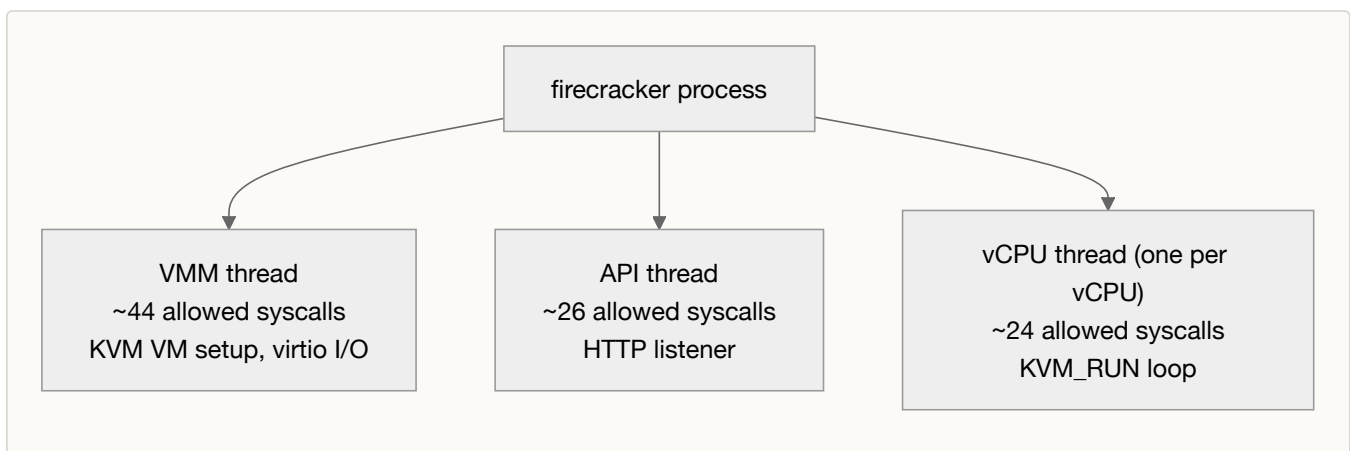 firecracker process
VMM thread
~44 allowed syscalls
KVM VM setup, virtio I/O
API thread
~26 allowed syscalls
HTTP listener
vCPU thread (one per
vCPU)
~24 allowed syscalls
KVM_RUN loop